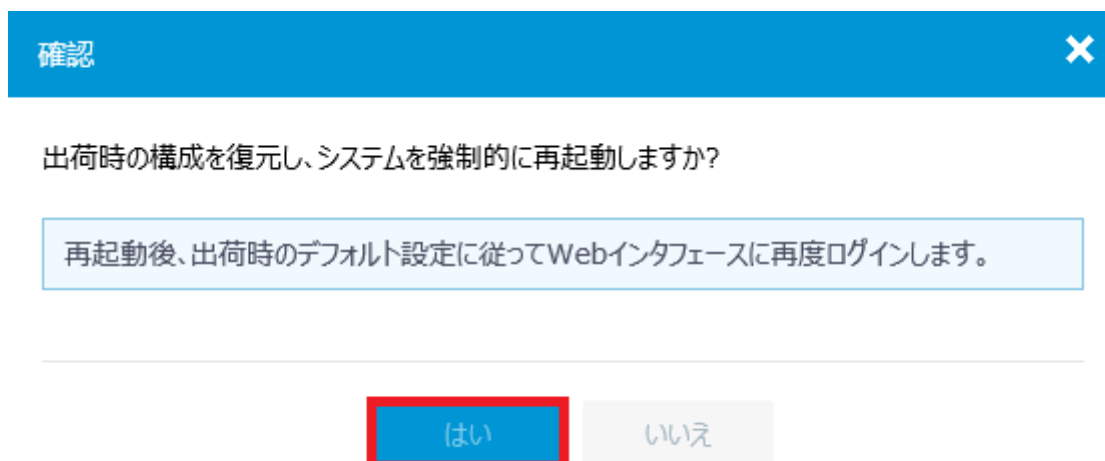 確認
出荷時の構成を復元し、システムを強制的に再起動しますか?
再起動後、出荷時のデフォルト設定に従ってWebインタフェースに再度ログインします。
はい
いいえ